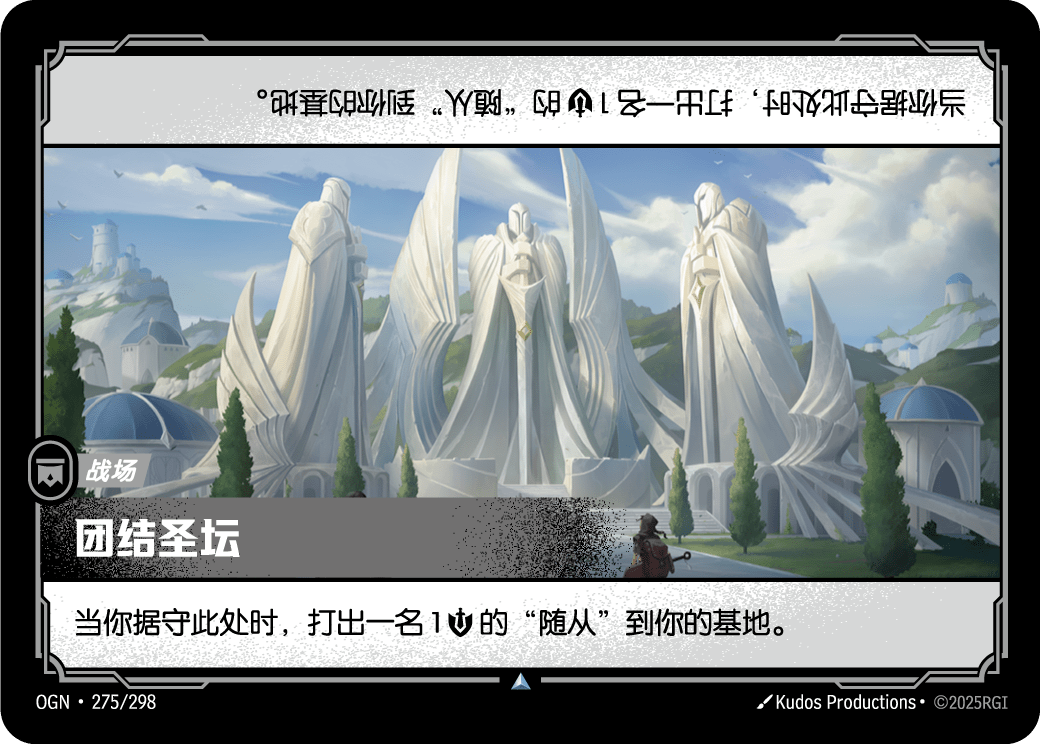 当你据守此处时，打出一名1的“随从”到你的基地。
战场
团结圣坛
当你据守此处时，打出一名1的“随从”到你的基地。
OGN • 275/298
Kudos Productions • ©2025RGI